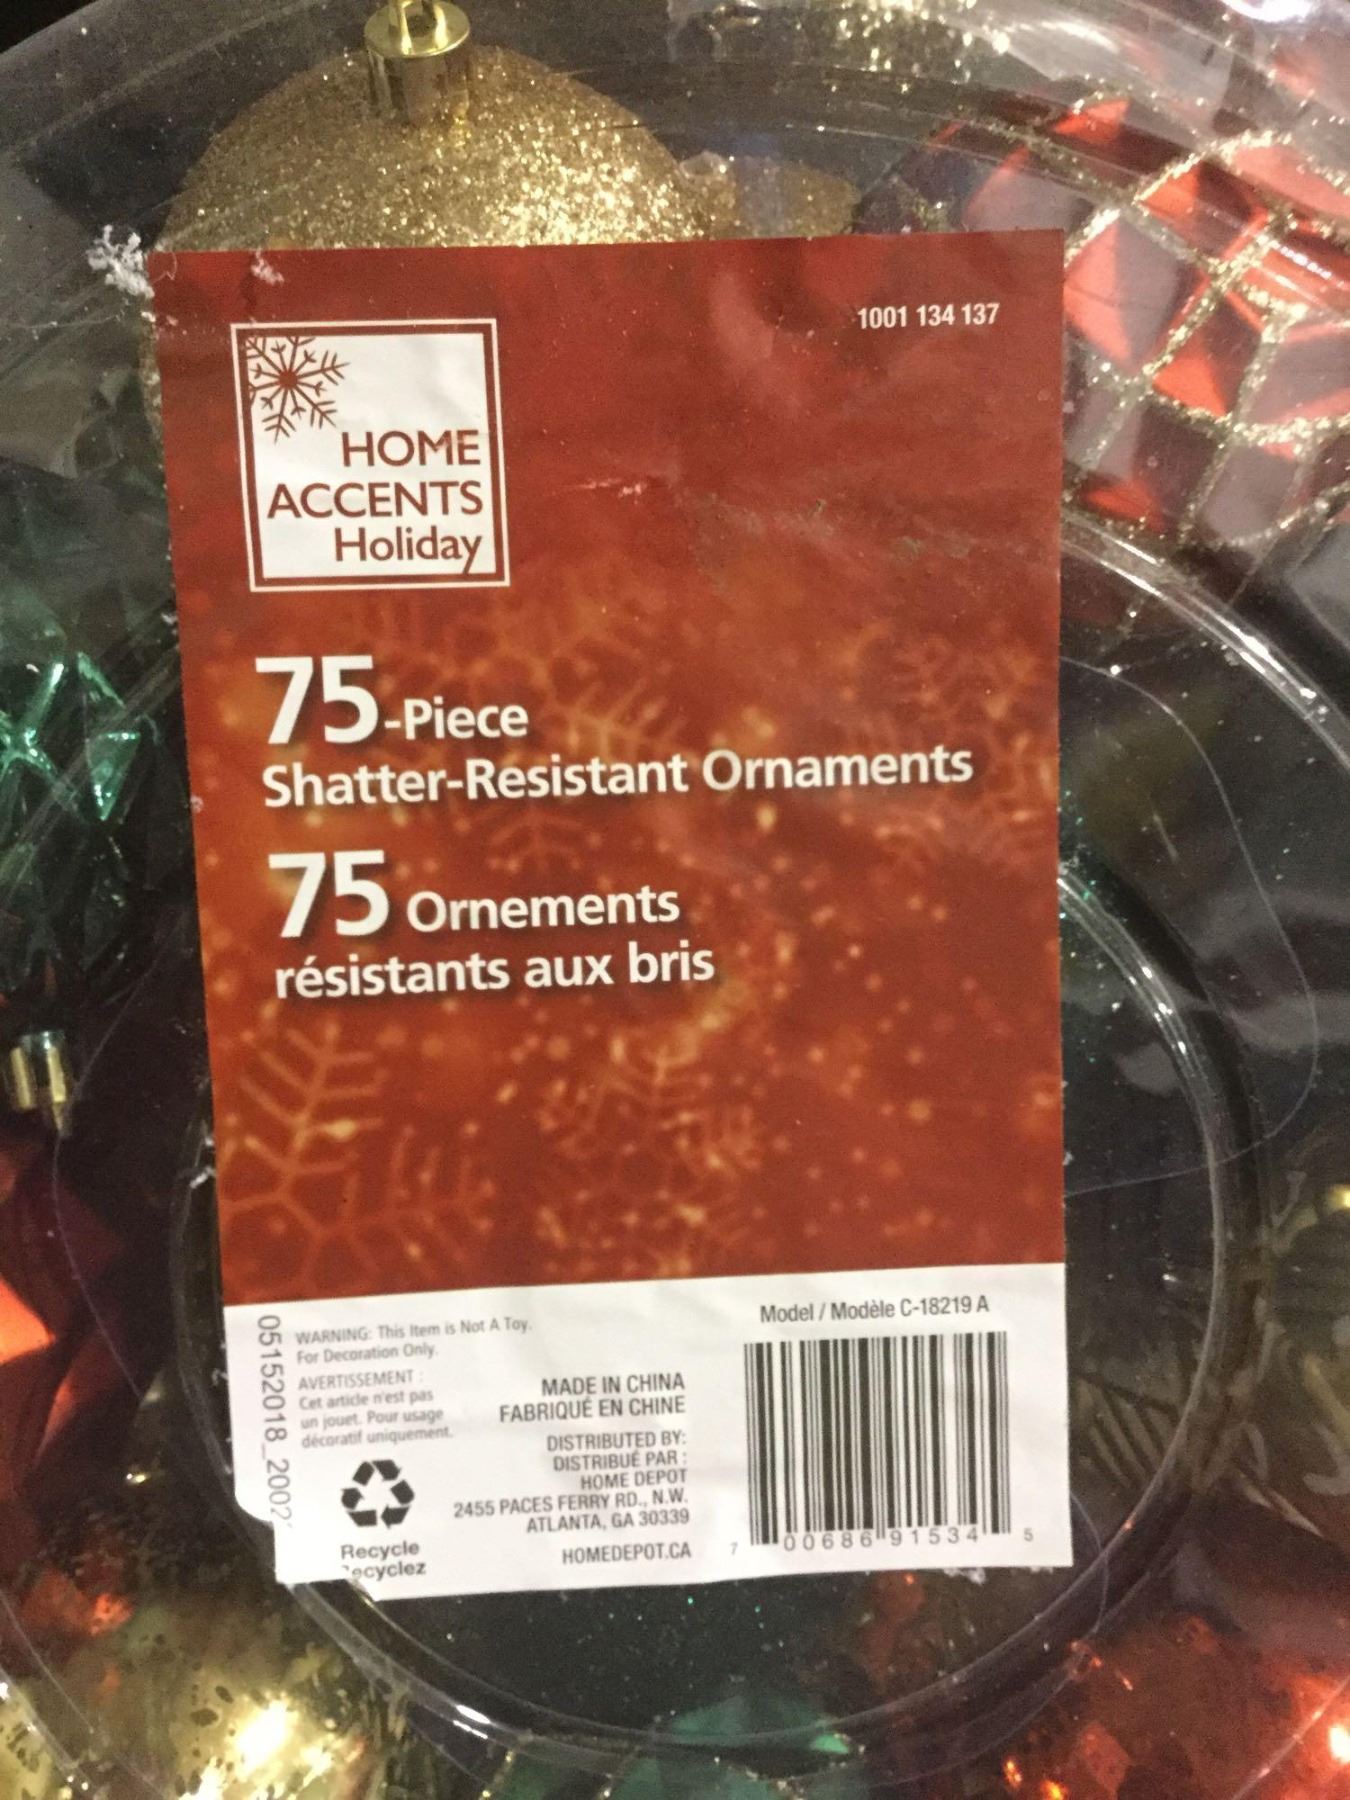 1001 134 137
HOME
ACCENTS
Holiday
75-Piece
Shatter-Resistant Ornaments
75 Ornements
résistants aux bris
05152018_2002
WARNING: This Item is Not A Toy.
For Decoration Only.
AVERTISSEMENT :
Cet article n'est pas
un jouet. Pour usage
décoratif uniquement.
Recycle
Recyclez
MADE IN CHINA
FABRIQUÉ EN CHINE
DISTRIBUTED BY:
DISTRIBUÉ PAR :
HOME DEPOT
2455 PACES FERRY RD., N.W.
ATLANTA, GA 30339
HOMEDEPOT.CA
Model / Modèle C-18219 A
7 00686 91534 5